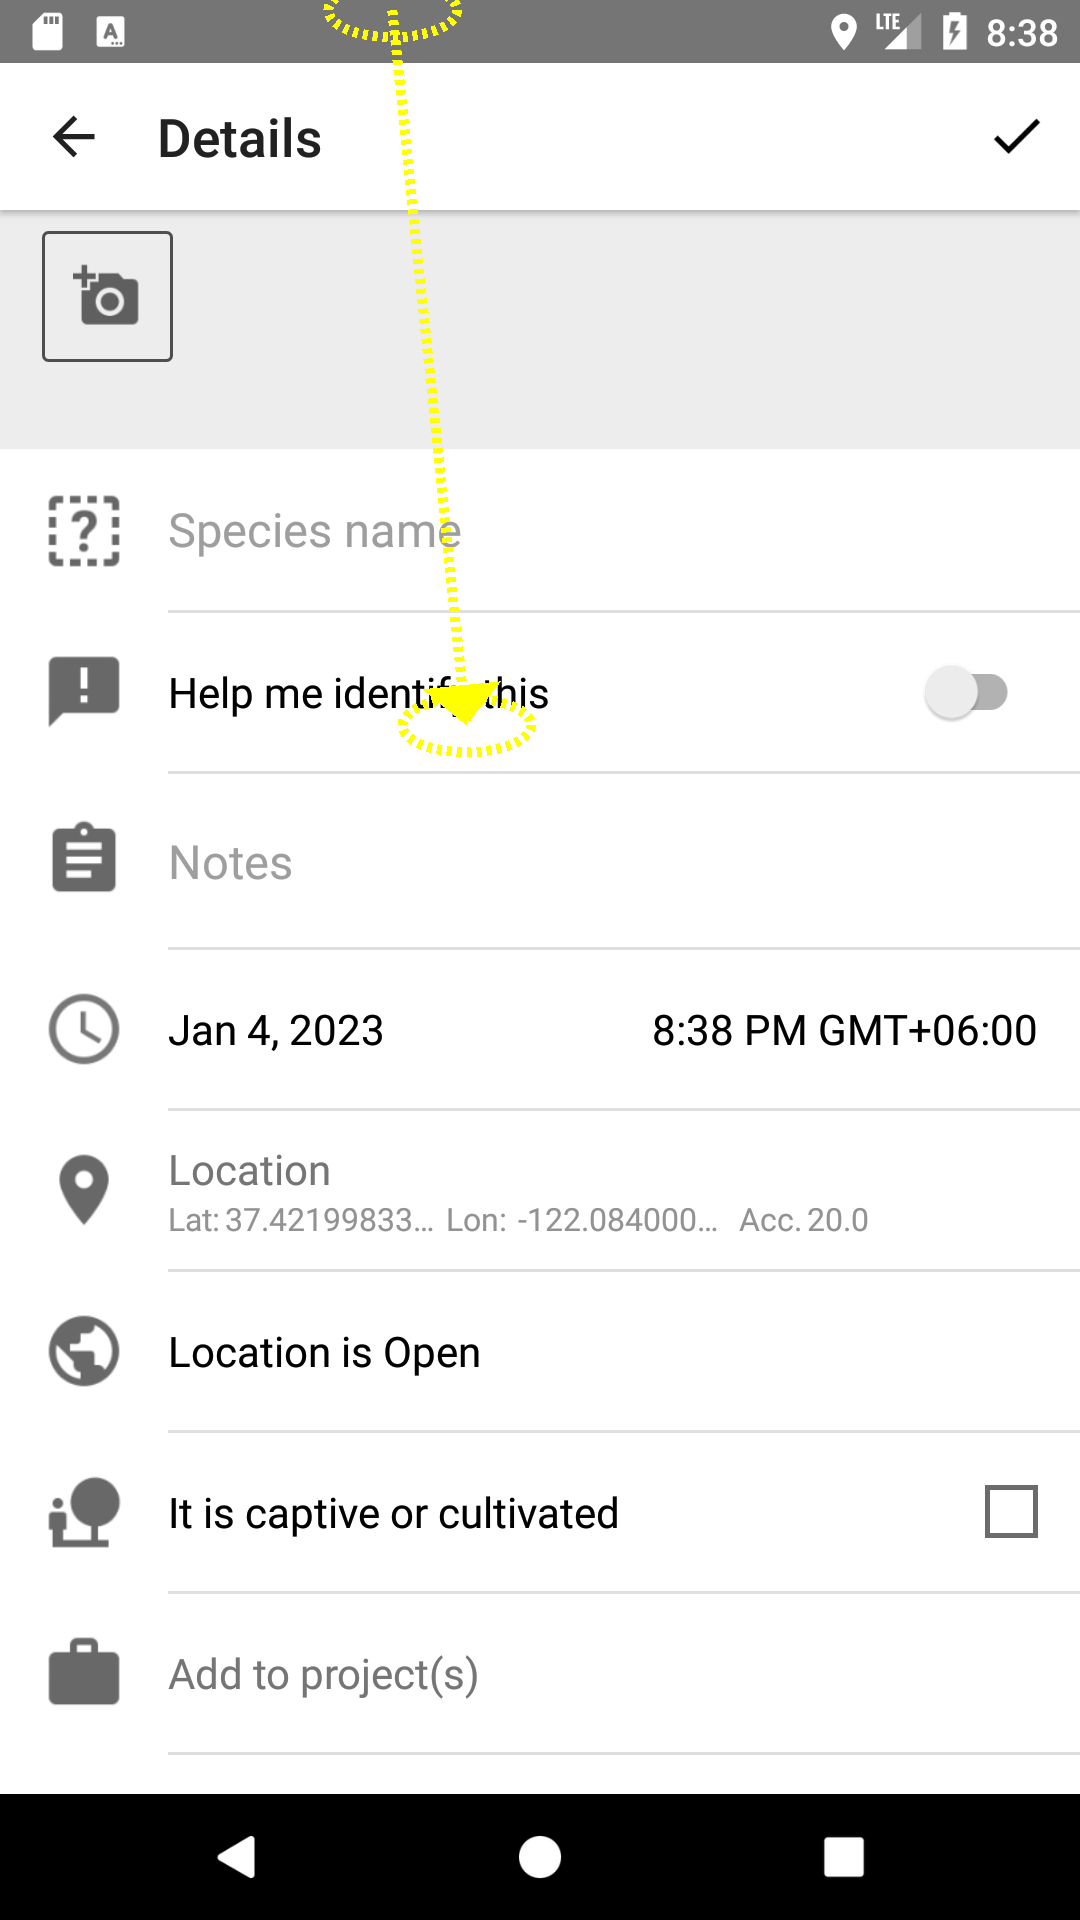 LTE 8:38
Details
Species name
Help me identify this
Notes
Jan 4, 2023 8:38 PM GMT+06:00
Location
Lat: 37.42199833... Lon: -122.084000... Acc. 20.0
Location is Open
It is captive or cultivated
Add to project(s)